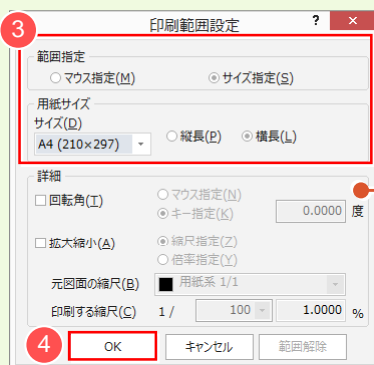 3
印刷範囲設定 ? ×
範囲指定
マウス指定(M) サイズ指定(S)
用紙サイズ
サイズ(D)
A4 (210×297) 縦長(P) 横長(L)
詳細
回転角(T) マウス指定(N)
キー指定(K) 0.0000 度
拡大縮小(A) 縮尺指定(Z)
倍率指定(Y)
元図面の縮尺(B) 用紙系 1/1
印刷する縮尺(C) 1 / 100 1.0000 %
4 OK キャンセル 範囲解除